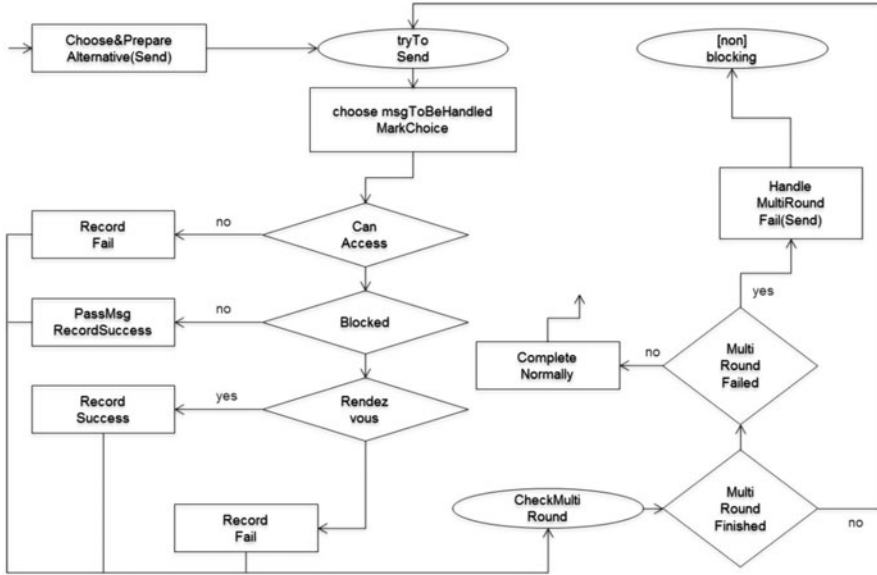 Choose&Prepare
Alternative(Send)
tryTo
Send
[non]
blocking
choose msgToBeHandled
MarkChoice
Handle
MultiRound
Fail(Send)
Record
Fail
no
Can
Access
yes
PassMsg
RecordSuccess
no
Blocked
Complete
Normally
no
Multi
Round
Failed
Record
Success
yes
Rendez
vous
CheckMulti
Round
Multi
Round
Finished
no
Record
Fail